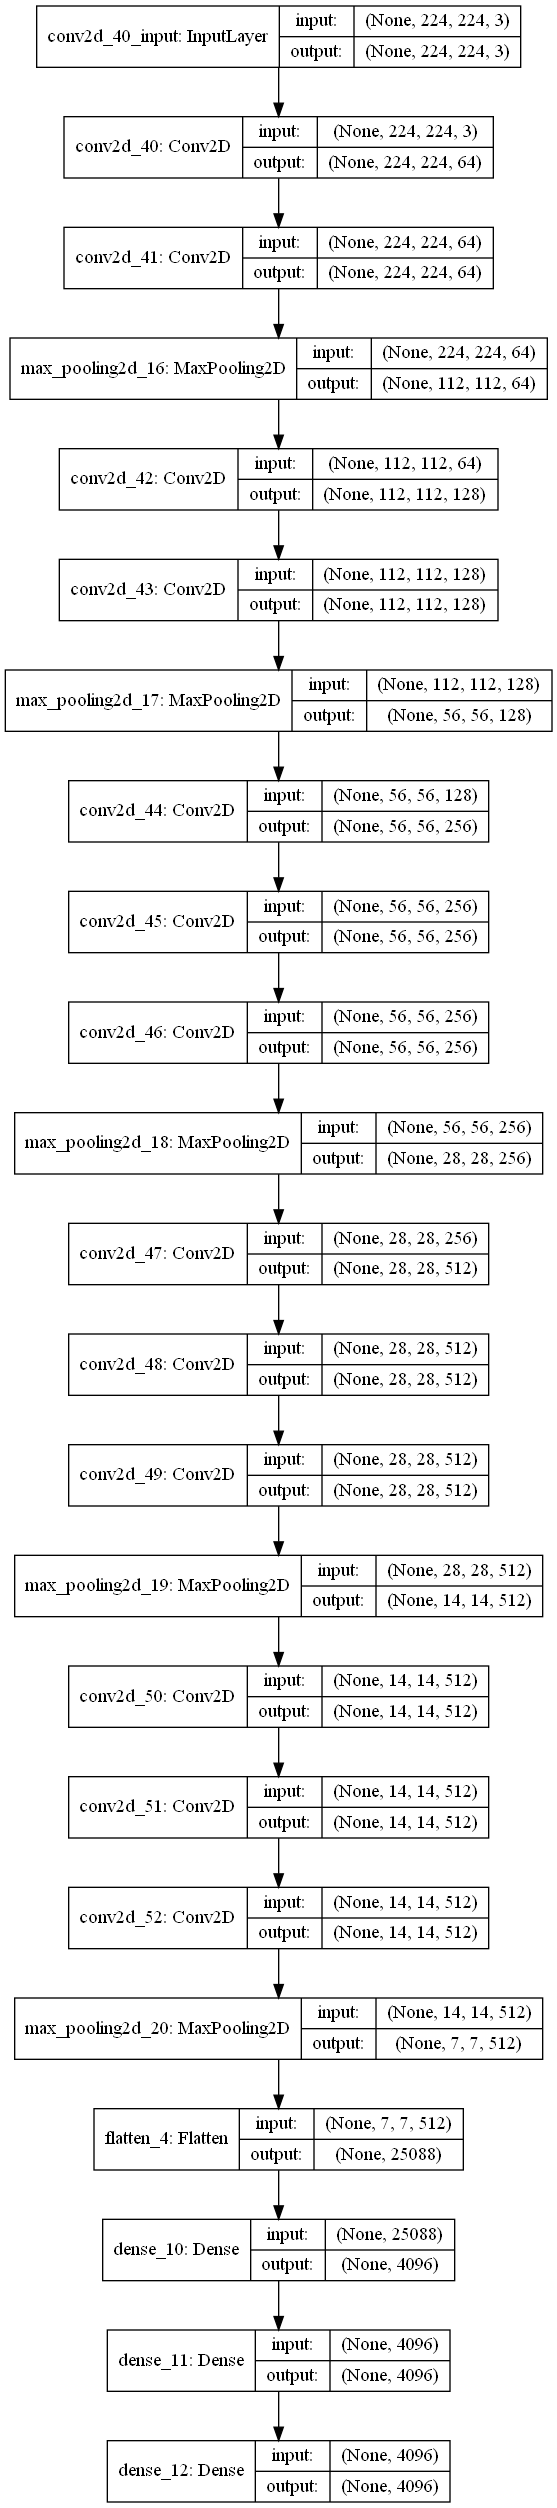 conv2d_40_input: InputLayer
input: (None, 224, 224, 3)
output: (None, 224, 224, 3)
conv2d_40: Conv2D
input: (None, 224, 224, 3)
output: (None, 224, 224, 64)
conv2d_41: Conv2D
input: (None, 224, 224, 64)
output: (None, 224, 224, 64)
max_pooling2d_16: MaxPooling2D
input: (None, 224, 224, 64)
output: (None, 112, 112, 64)
conv2d_42: Conv2D
input: (None, 112, 112, 64)
output: (None, 112, 112, 128)
conv2d_43: Conv2D
input: (None, 112, 112, 128)
output: (None, 112, 112, 128)
max_pooling2d_17: MaxPooling2D
input: (None, 112, 112, 128)
output: (None, 56, 56, 128)
conv2d_44: Conv2D
input: (None, 56, 56, 128)
output: (None, 56, 56, 256)
conv2d_45: Conv2D
input: (None, 56, 56, 256)
output: (None, 56, 56, 256)
conv2d_46: Conv2D
input: (None, 56, 56, 256)
output: (None, 56, 56, 256)
max_pooling2d_18: MaxPooling2D
input: (None, 56, 56, 256)
output: (None, 28, 28, 256)
conv2d_47: Conv2D
input: (None, 28, 28, 256)
output: (None, 28, 28, 512)
conv2d_48: Conv2D
input: (None, 28, 28, 512)
output: (None, 28, 28, 512)
conv2d_49: Conv2D
input: (None, 28, 28, 512)
output: (None, 28, 28, 512)
max_pooling2d_19: MaxPooling2D
input: (None, 28, 28, 512)
output: (None, 14, 14, 512)
conv2d_50: Conv2D
input: (None, 14, 14, 512)
output: (None, 14, 14, 512)
conv2d_51: Conv2D
input: (None, 14, 14, 512)
output: (None, 14, 14, 512)
conv2d_52: Conv2D
input: (None, 14, 14, 512)
output: (None, 14, 14, 512)
max_pooling2d_20: MaxPooling2D
input: (None, 14, 14, 512)
output: (None, 7, 7, 512)
flatten_4: Flatten
input: (None, 7, 7, 512)
output: (None, 25088)
dense_10: Dense
input: (None, 25088)
output: (None, 4096)
dense_11: Dense
input: (None, 4096)
output: (None, 4096)
dense_12: Dense
input: (None, 4096)
output: (None, 4096)